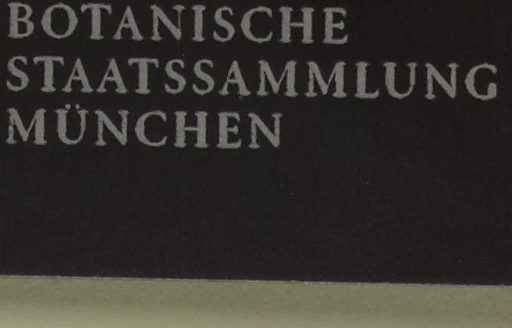 BOTANISCHE
STAATSSAMMLUNG
MÜNCHEN